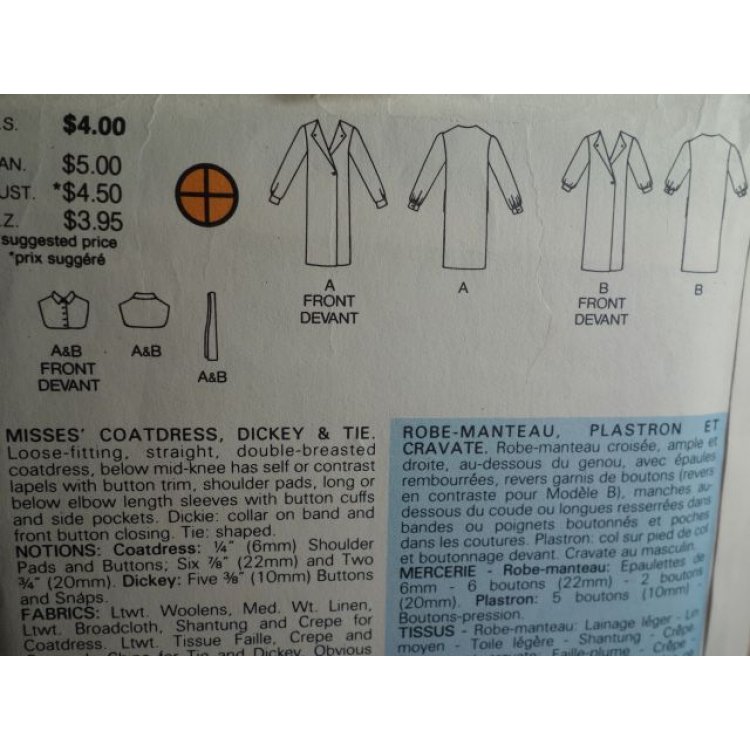 .S. $4.00
AN. $5.00
UST. *$4.50
.Z. $3.95
suggested price
*prix suggéré
A
FRONT
DEVANT
A
B
FRONT
DEVANT
B
A&B
FRONT
DEVANT
A&B
A&B
MISSES' COATDRESS, DICKEY & TIE.
Loose-fitting, straight, double-breasted
coatdress, below mid-knee has self or contrast
lapels with button trim, shoulder pads, long or
below elbow length sleeves with button cuffs
and side pockets. Dickie: collar on band and
front button closing. Tie: shaped.
NOTIONS: Coatdress: ¼" (6mm) Shoulder
Pads and Buttons; Six ⅞" (22mm) and Two
¾" (20mm). Dickey: Five ⅜" (10mm) Buttons
and Snaps.
FABRICS: Ltwt. Woolens, Med. Wt. Linen,
Ltwt. Broadcloth, Shantung and Crepe for
Coatdress. Ltwt. Tissue Faille, Crepe and
for Tie and Dickey. Obvious
ROBE-MANTEAU, PLASTRON ET
CRAVATE. Robe-manteau croisée, ample et
droite, au-dessous du genou, avec épaules
rembourrées, revers garnis de boutons (revers
en contraste pour Modèle B), manches au-
dessous du coude ou longues resserrées dans
bandes ou poignets boutonnés et poches
dans les coutures. Plastron: col sur pied de col
et boutonnage devant. Cravate au masculin.
MERCERIE - Robe-manteau: Epaulettes de
6mm - 6 boutons (22mm) - 2 boutons
(20mm). Plastron: 5 boutons (10mm) -
Boutons-pression.
TISSUS - Robe-manteau: Lainage léger - Lin
moyen - Toile légère - Shantung - Crêpe.
Faille-plume - Crêpe